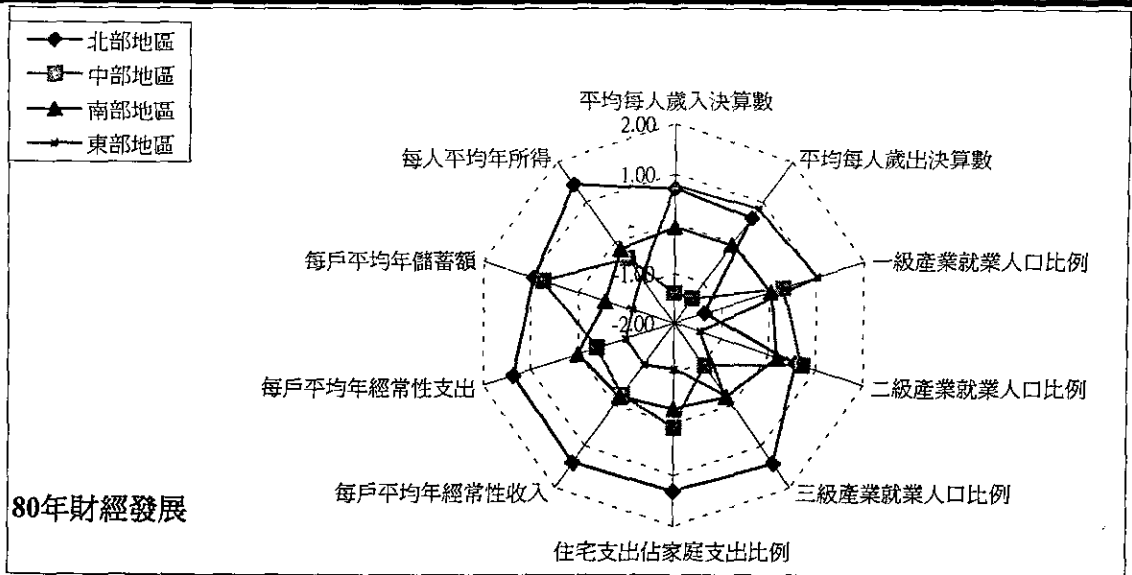 北部地區
中部地區
南部地區
東部地區
平均每人歲入決算數
2.00
平均每人歲出決算數
每人平均年所得
1.00
一級產業就業人口比例
每戶平均年儲蓄額
-1.00
-2.00
每戶平均年經常性支出
二級產業就業人口比例
每戶平均年經常性收入
三級產業就業人口比例
80年財經發展
住宅支出佔家庭支出比例